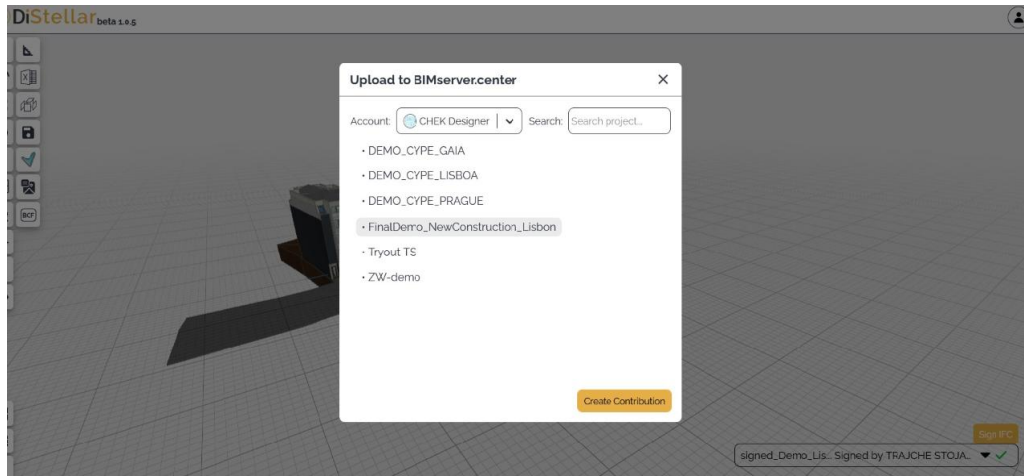 DiStellar beta 1.0.5
Upload to BIMserver.center
Account: CHEK Designer Search: Search project...
• DEMO_CYPE_GAIA
• DEMO_CYPE_LISBOA
• DEMO_CYPE_PRAGUE
• FinalDemo_NewConstruction_Lisbon
• Tryout TS
• ZW-demo
BCF
Create Contribution
Sign IFC
signed_Demo_Lis... Signed by TRAJCHE STOJA...